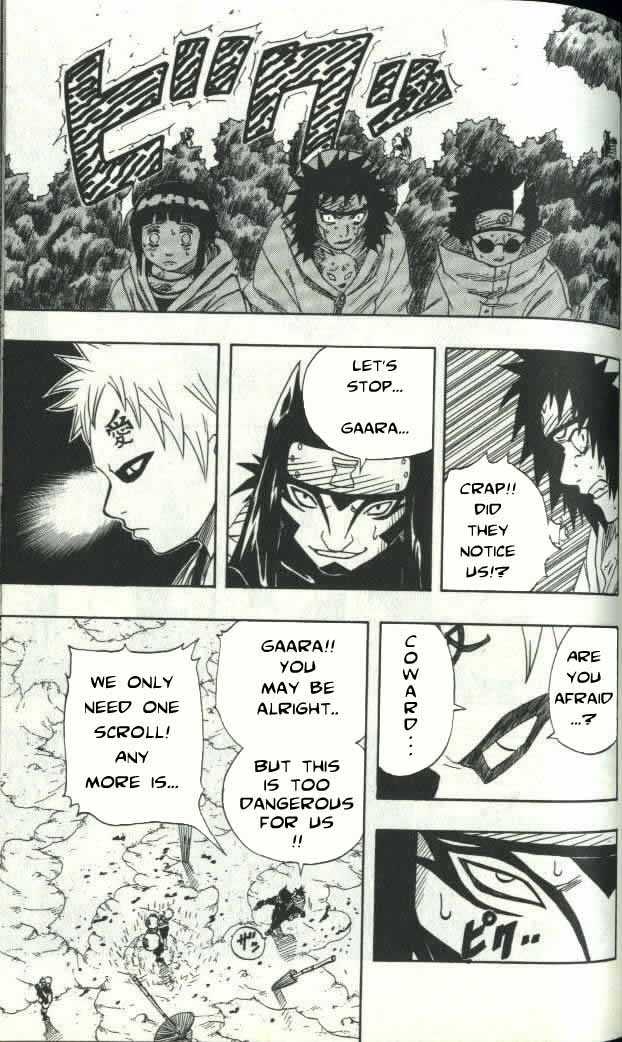 ビクッ
CRAP!!
DID
THEY
NOTICE
US!?
LET'S
STOP...
GAARA...
愛
ARE
YOU
AFRAID
...?
COWARD...
ピク..
GAARA!!
YOU
MAY BE
ALRIGHT..
BUT THIS
IS TOO
DANGEROUS
FOR US
!!
ザッ
WE ONLY
NEED ONE
SCROLL!
ANY
MORE IS...